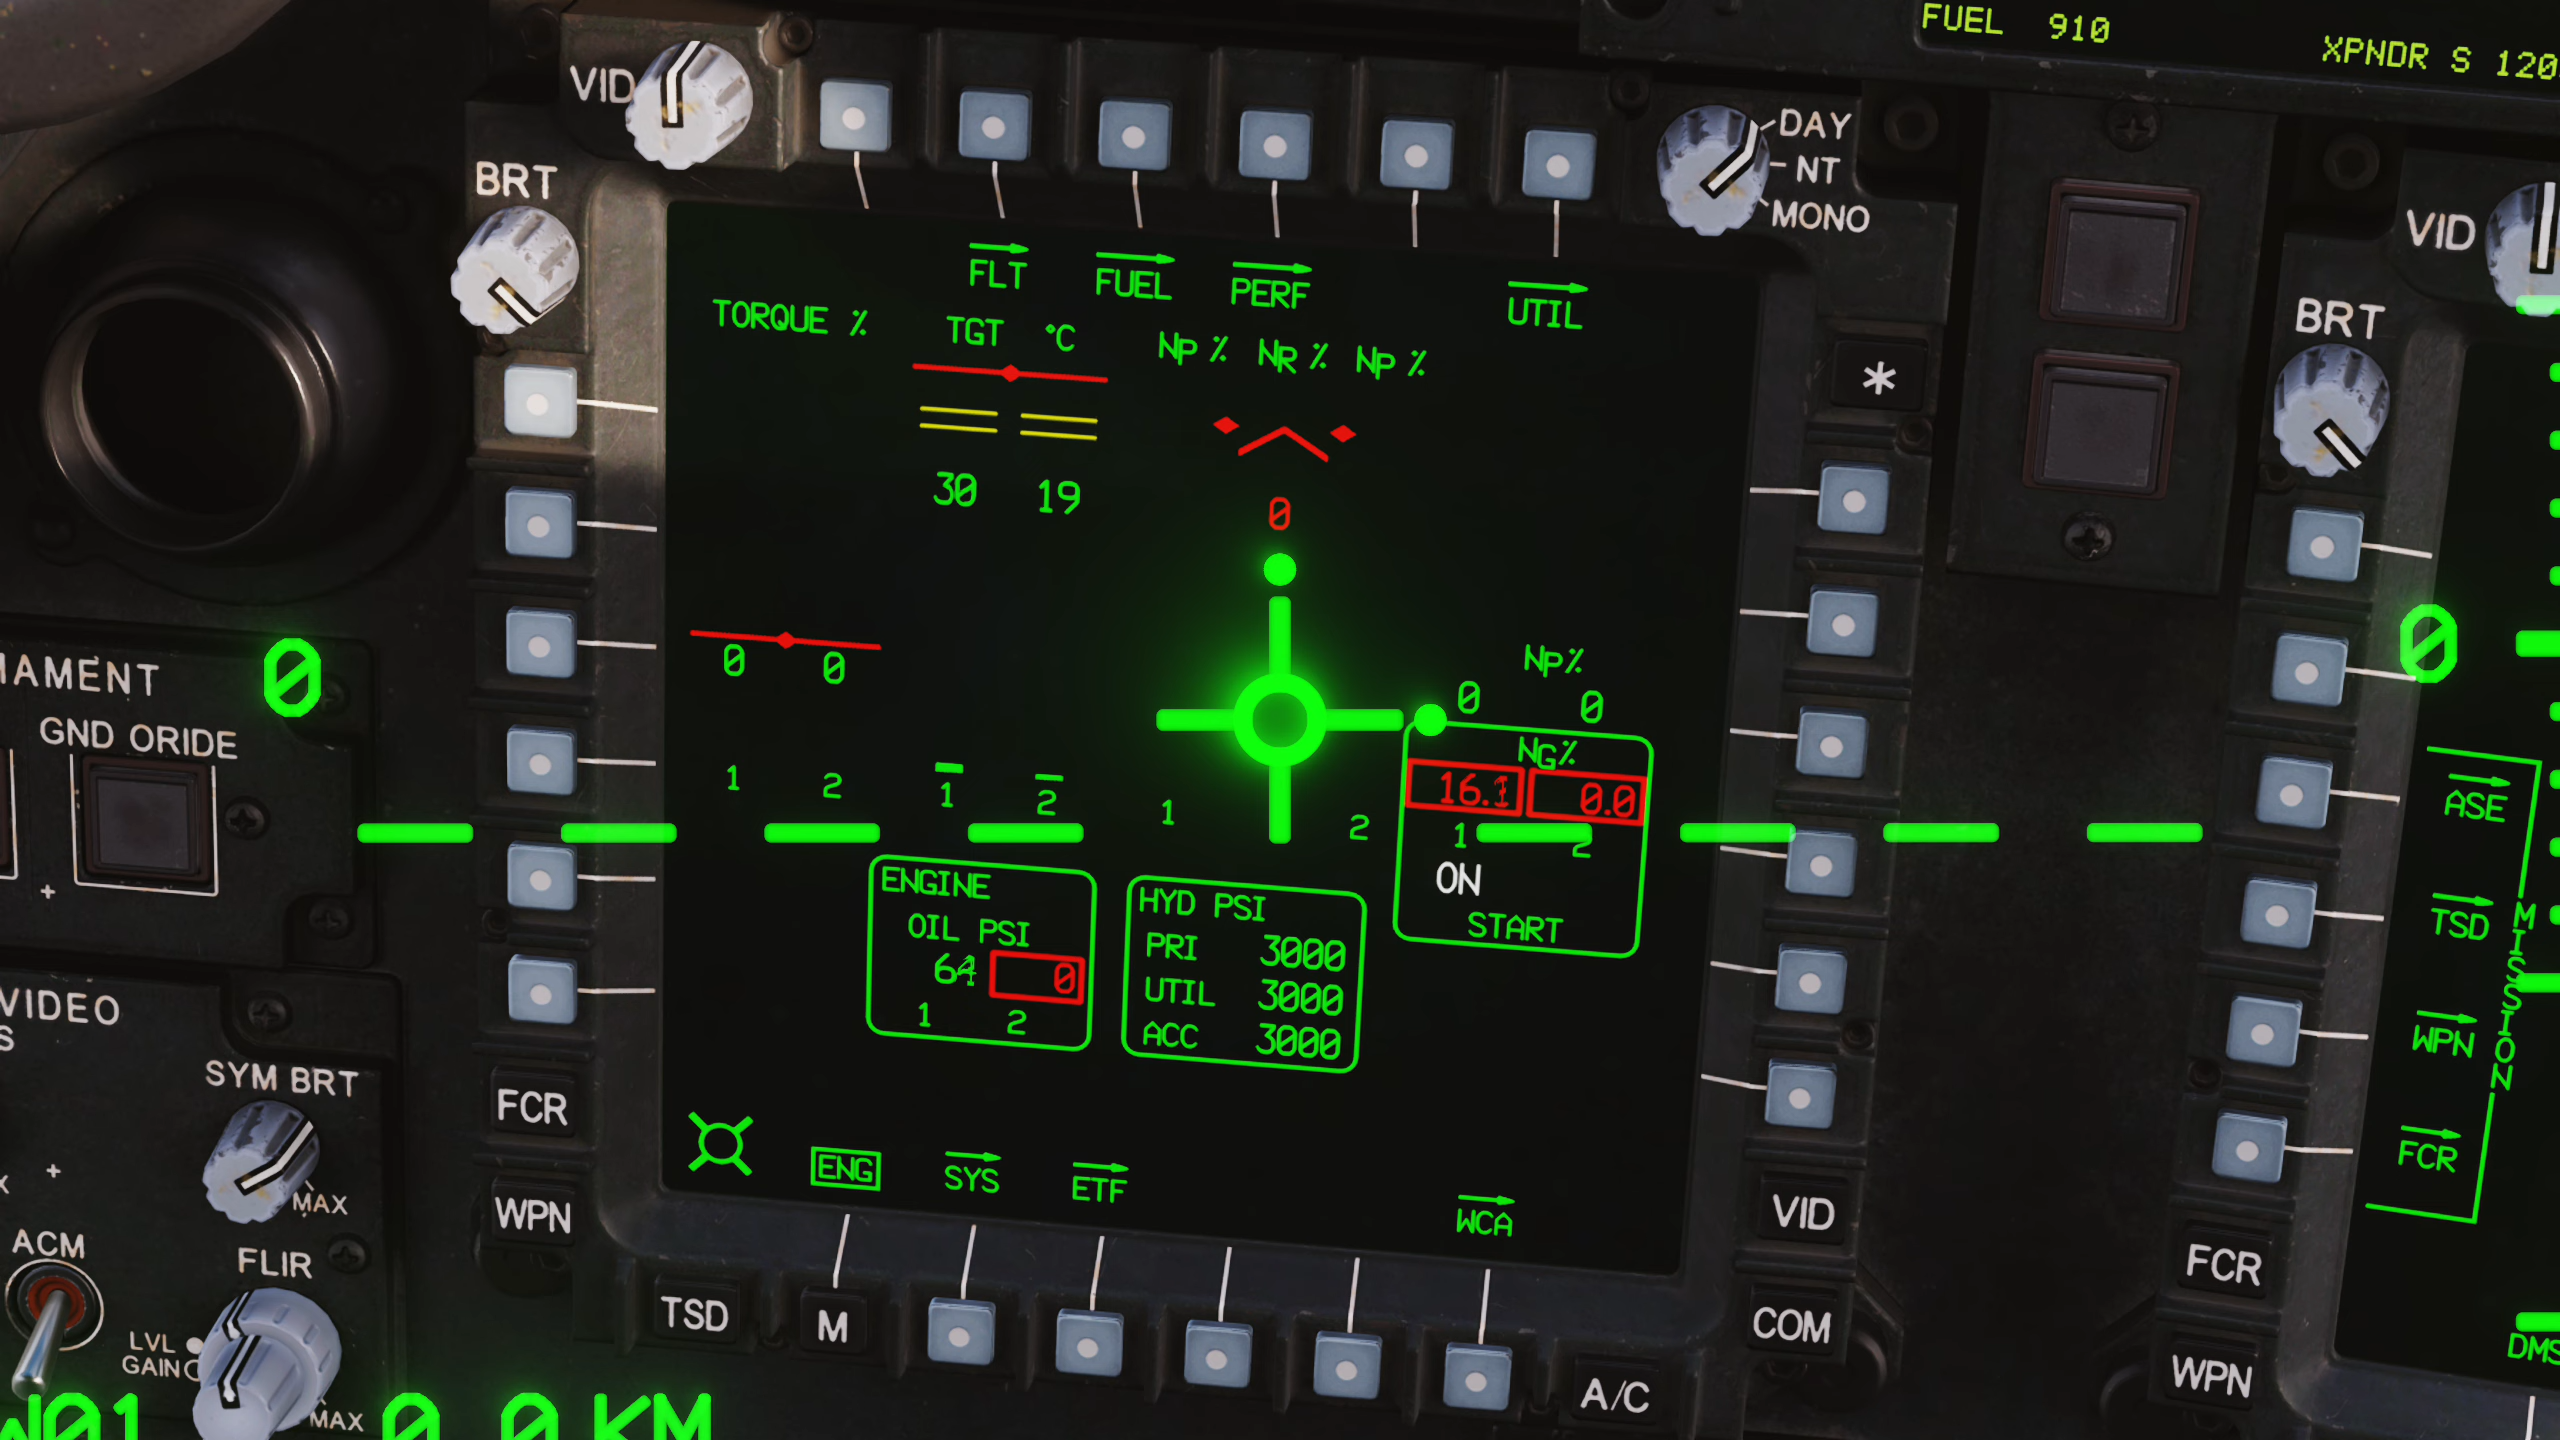 FUEL 910
XPNDR S 120
VID
BRT
DAY
NT
MONO
VID
BRT
FLT FUEL PERF UTIL
TORQUE % TGT °C NP % NR % NP %
30 19
0
*
0 0
0
0
NP%
0 0
NG%
16.1 0.0
1 2
ON
START
1 2 1 2 1 2
ENGINE
OIL PSI
64 0
1 2
HYD PSI
PRI 3000
UTIL 3000
ACC 3000
AMENT
GND ORIDE
+
VIDEO
S
SYM BRT
+
MAX
ACM
FLIR
LVL
GAIN
MAX
FCR
WPN
ENG SYS ETF WCA
TSD
M
VID
COM
A/C
ASE
TSD
WPN
FCR
MISSION
FCR
WPN
DMS
W01 0.0 KM